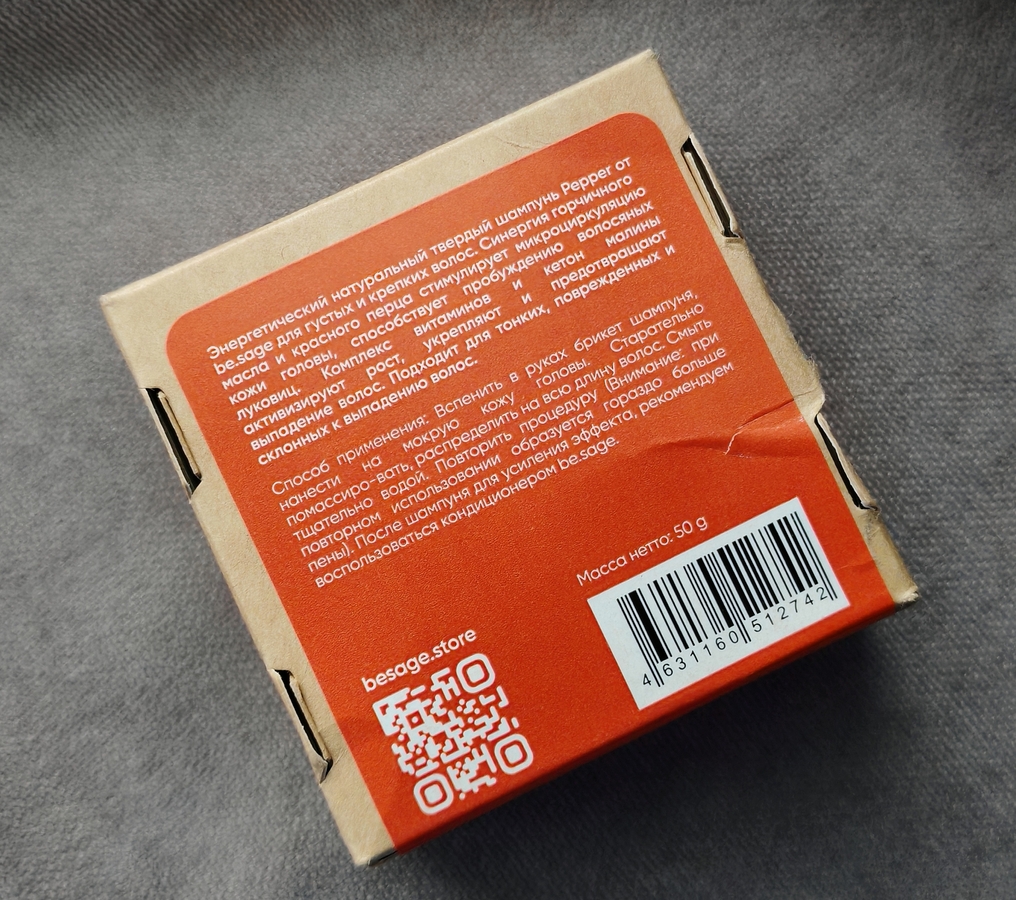 Энергетический натуральный твердый шампунь Pepper от
be.sage для густых и крепких волос. Синергия горчичного
масла и красного перца стимулирует микроциркуляцию
кожи головы, способствует пробуждению волосяных
луковиц. Комплекс витаминов и кетон малины
активизируют рост, укрепляют и предотвращают
выпадение волос. Подходит для тонких, поврежденных и
склонных к выпадению волос.
Способ применения: Вспенить в руках брикет шампуня,
нанести на мокрую кожу головы. Старательно
помассиро-вать, распределить на всю длину волос. Смыть
тщательно водой. Повторить процедуру (Внимание: при
повторном использовании образуется гораздо больше
пены). После шампуня для усиления эффекта, рекомендуем
воспользоваться кондиционером be.sage.
Масса нетто: 50 g
4 631160 512742
besage.store